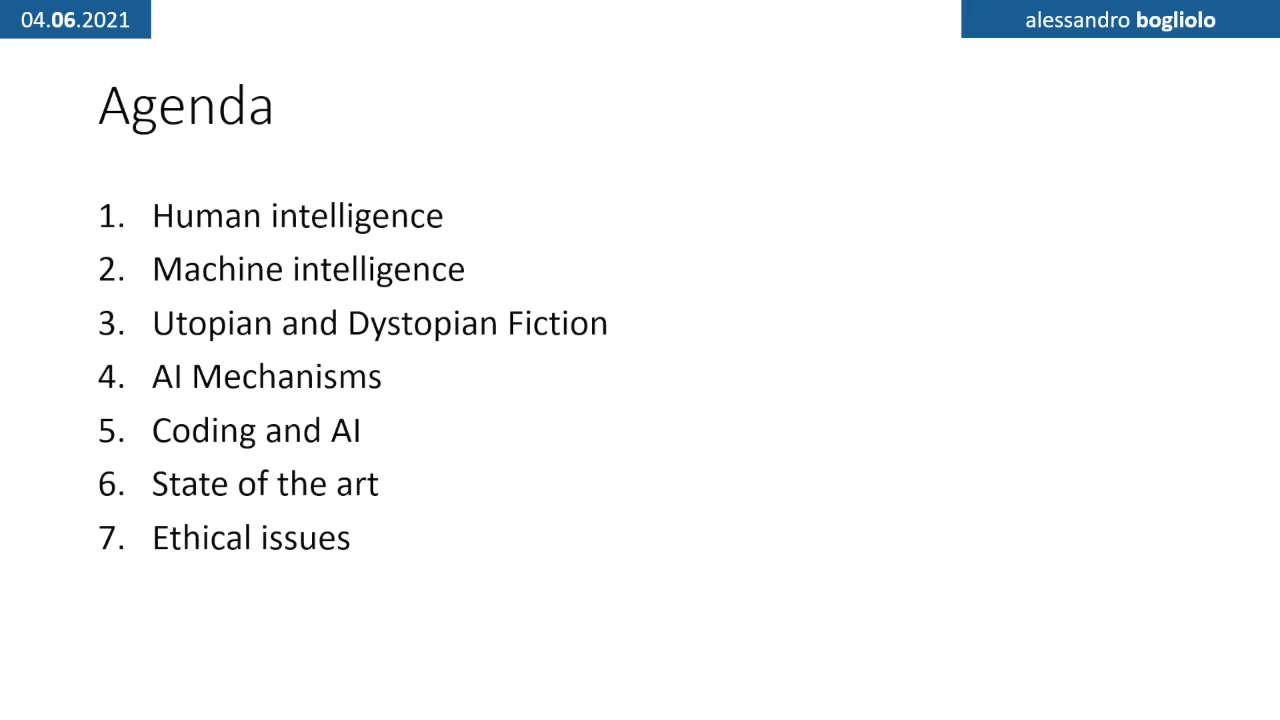 04.06.2021
alessandro bogliolo
Agenda
1. Human intelligence
2. Machine intelligence
3. Utopian and Dystopian Fiction
4. AI Mechanisms
5. Coding and AI
6. State of the art
7. Ethical issues